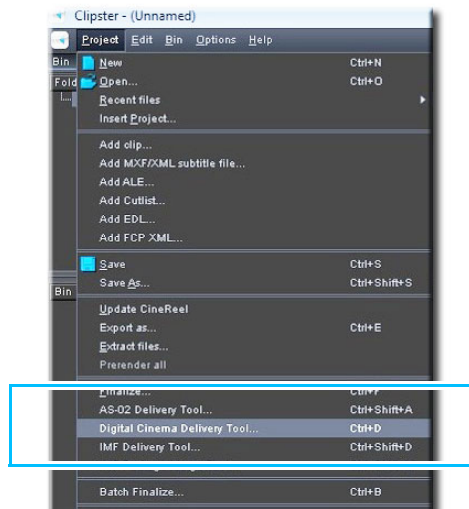 Clipster - (Unnamed)
Project Edit Bin Options Help
Bin
New Ctrl+N
Fold
Open... Ctrl+O
Recent files
Insert Project...
Add clip...
Add MXF/XML subtitle file...
Add ALE...
Add Cutlist...
Add EDL...
Add FCP XML...
Save Ctrl+S
Save As... Ctrl+Shift+S
Bin
Update CineReel
Export as... Ctrl+E
Extract files...
Prerender all
Finalize... Ctrl+F
AS-02 Delivery Tool... Ctrl+Shift+A
Digital Cinema Delivery Tool... Ctrl+D
IMF Delivery Tool... Ctrl+Shift+D
Batch Finalize... Ctrl+B